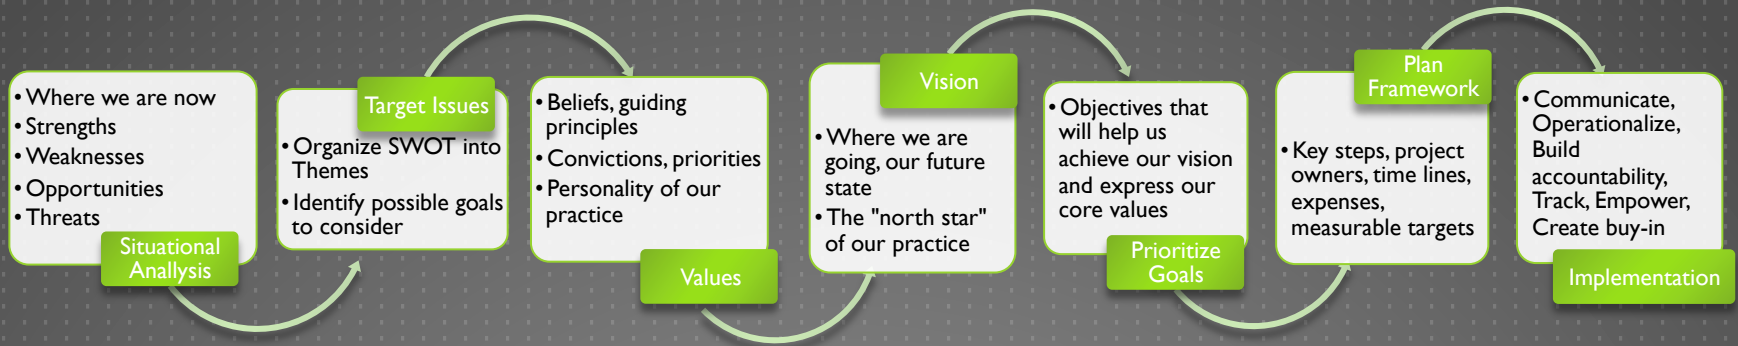 • Where we are now
• Strengths
• Weaknesses
• Opportunities
• Threats
Situational
Anallysis
Target Issues
• Organize SWOT into
Themes
• Identify possible goals
to consider
• Beliefs, guiding
principles
• Convictions, priorities
• Personality of our
practice
Values
Vision
• Where we are
going, our future
state
• The "north star"
of our practice
• Objectives that
will help us
achieve our vision
and express our
core values
Prioritize
Goals
Plan
Framework
• Key steps, project
owners, time lines,
expenses,
measurable targets
• Communicate,
Operationalize,
Build
accountability,
Track, Empower,
Create buy-in
Implementation